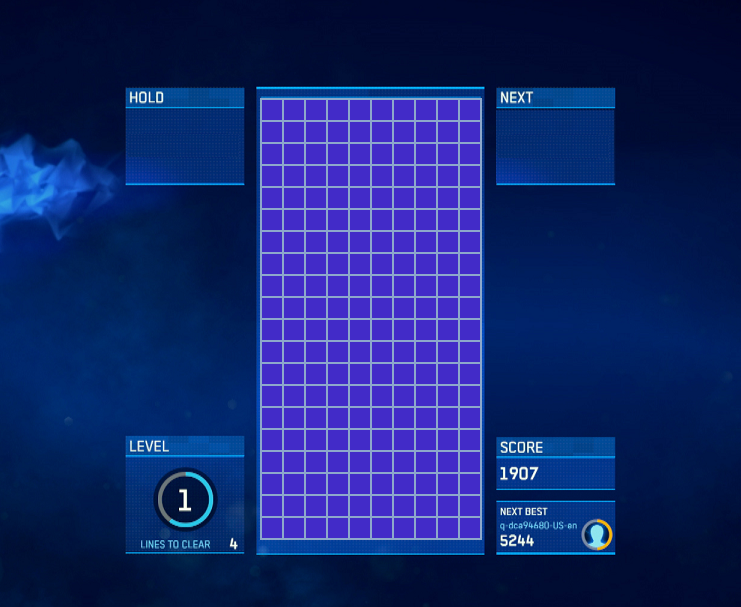 HOLD
NEXT
LEVEL
1
LINES TO CLEAR 4
SCORE
1907
NEXT BEST
q-dca94680-US-en
5244